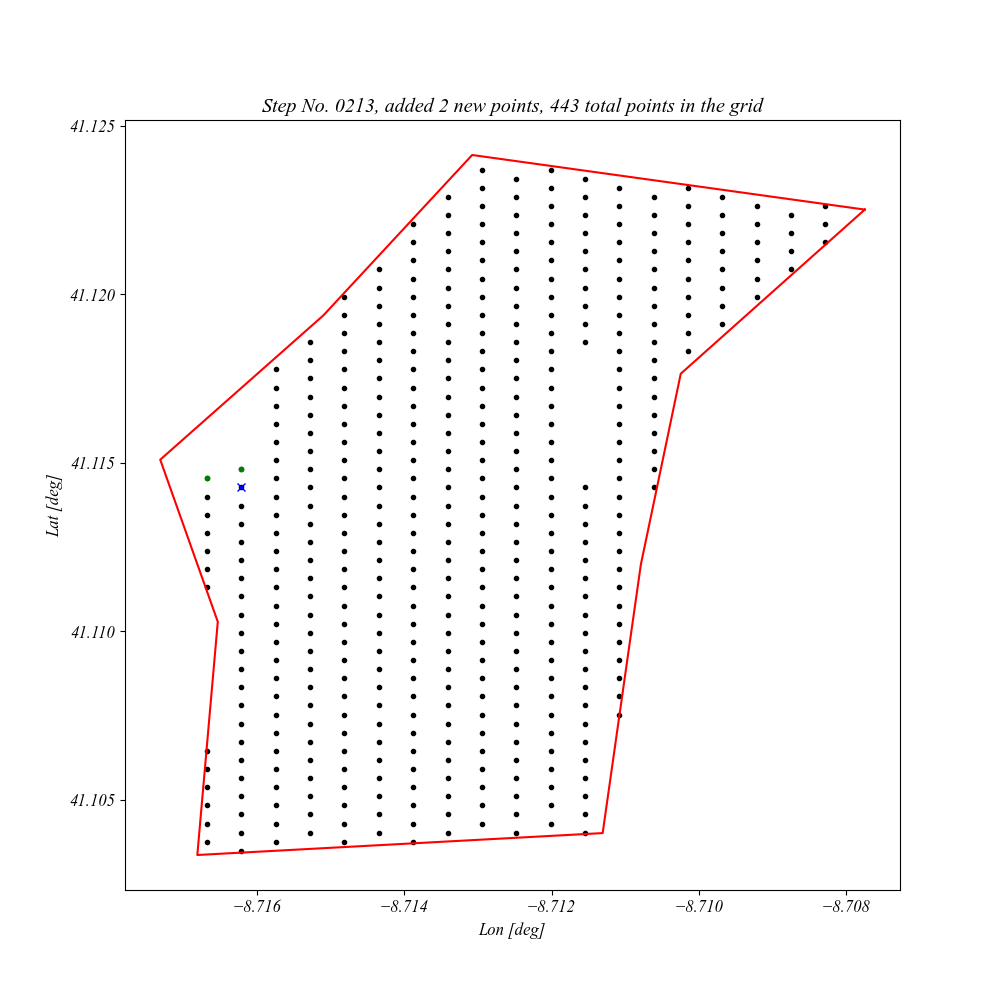 Step No. 0213, added 2 new points, 443 total points in the grid
41.125
41.120
41.115
41.110
41.105
Lat [deg]
−8.716 −8.714 −8.712 −8.710 −8.708
Lon [deg]